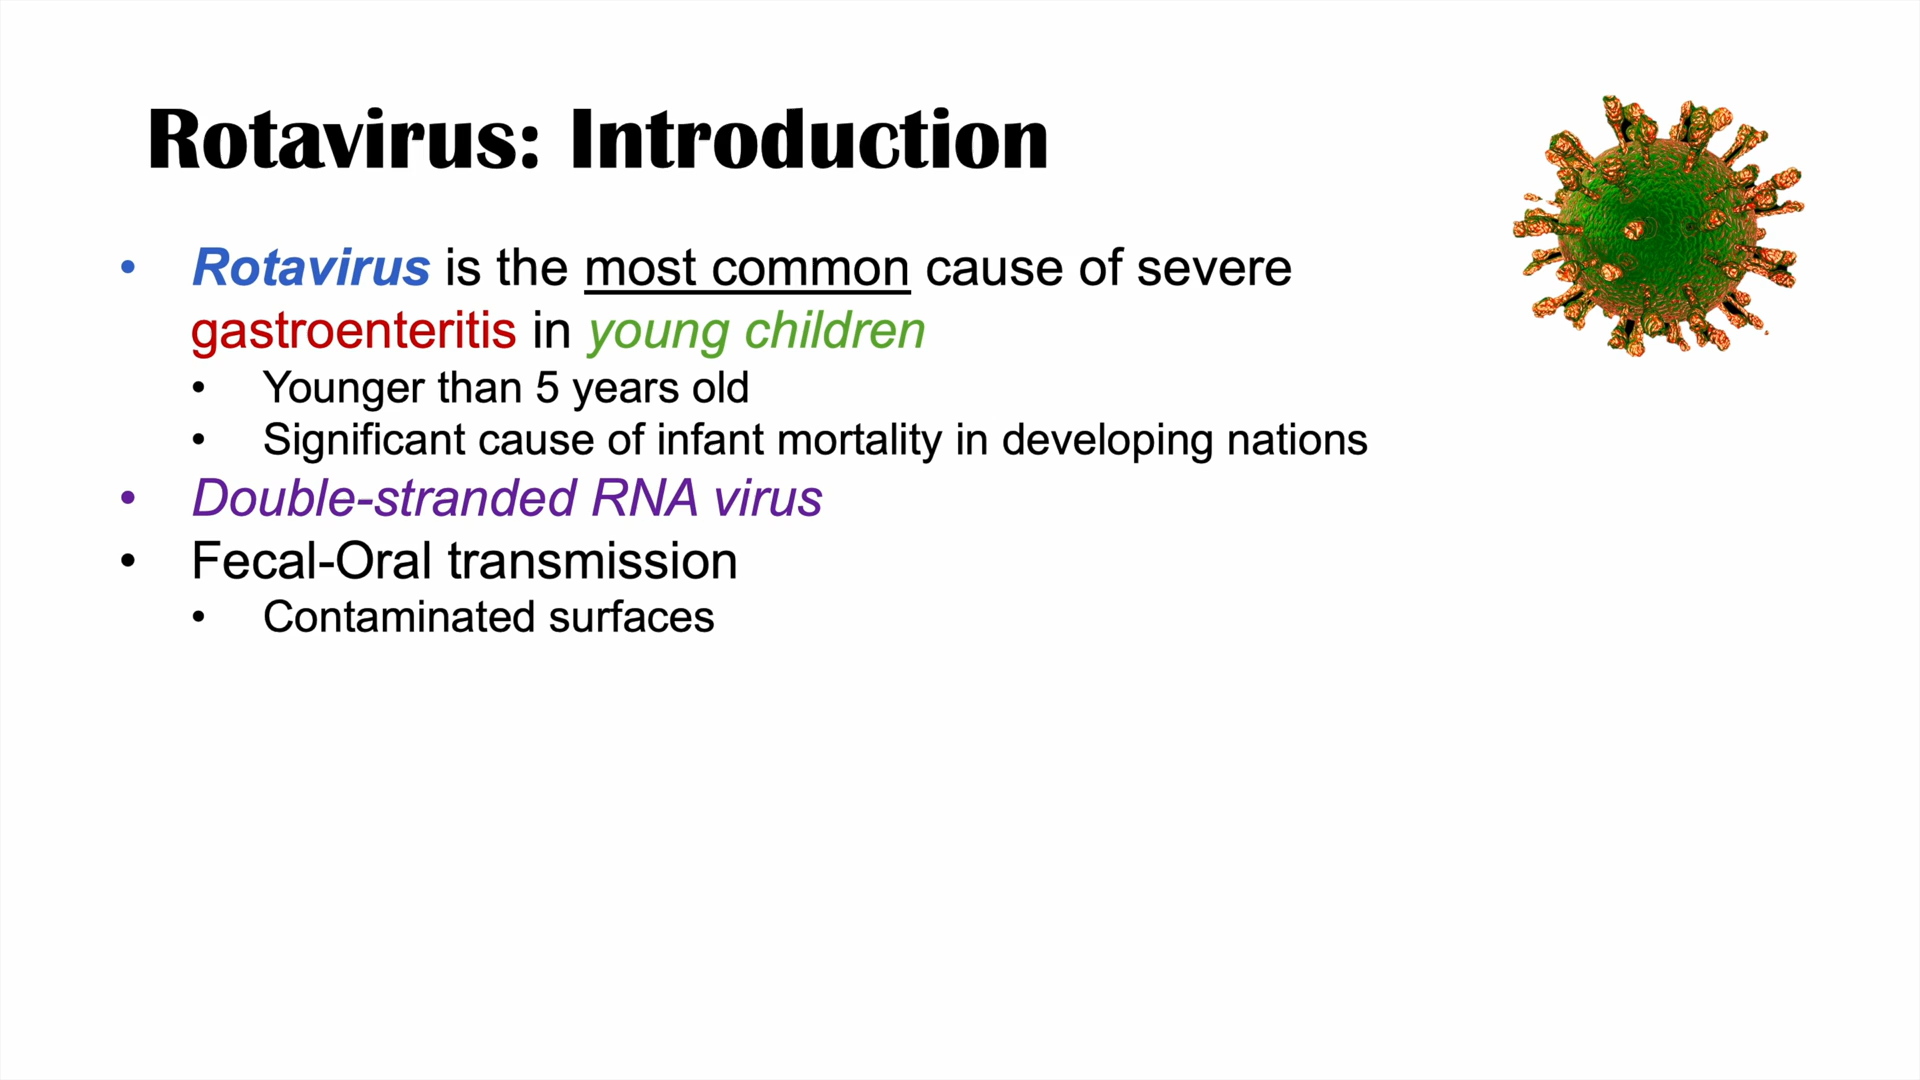 Rotavirus: Introduction
• Rotavirus is the most common cause of severe
gastroenteritis in young children
• Younger than 5 years old
• Significant cause of infant mortality in developing nations
• Double-stranded RNA virus
• Fecal-Oral transmission
• Contaminated surfaces